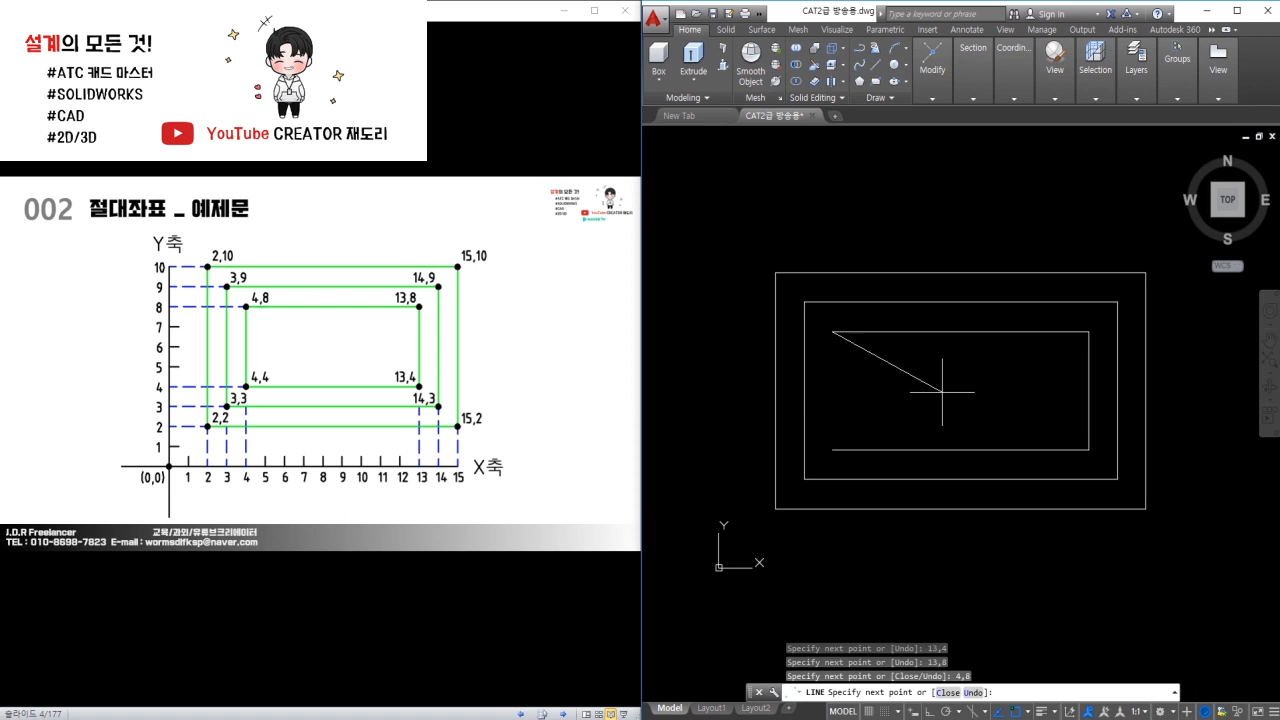 설계의 모든 것!
#ATC 캐드 마스터
#SOLIDWORKS
#CAD
#2D/3D
YouTube CREATOR 재도리
002 절대좌표 _ 예제문
Y축
2,10 15,10
10
3,9 14,9
9
4,8 13,8
8
7
6
5
4,4 13,4
4
3,3 14,3
3
2,2 15,2
2
1
(0,0) 1 2 3 4 5 6 7 8 9 10 11 12 13 14 15 X축
J.D.R Freelancer 교육/과외/유튜브크리에이터
TEL : 010-8698-7823 E-mail : wormsdlfksp@naver.com
슬라이드 4/177
CAT2급 방송용.dwg Type a keyword or phrase Sign In
Home Solid Surface Mesh Visualize Parametric Insert Annotate View Manage Output Add-ins Autodesk 360
Box Extrude Smooth Object Modify Section Coordin... View Selection Layers Groups View
Modeling Mesh Solid Editing Draw
New Tab CAT2급 방송용*
N
W TOP E
S
WCS
Y
X
Specify next point or [Undo]: 13,4
Specify next point or [Undo]: 13,8
Specify next point or [Close/Undo]: 4,8
LINE Specify next point or [Close Undo]:
Model Layout1 Layout2 MODEL 1:1